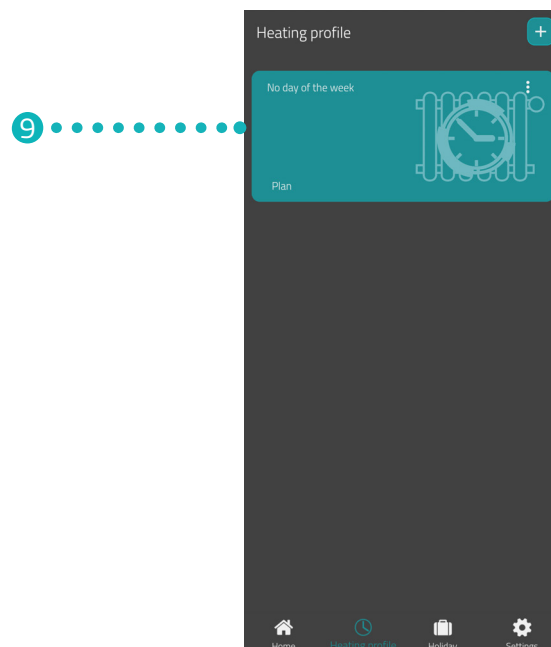 Heating profile
+
No day of the week
9
Plan
Home Heating profile Holiday Settings